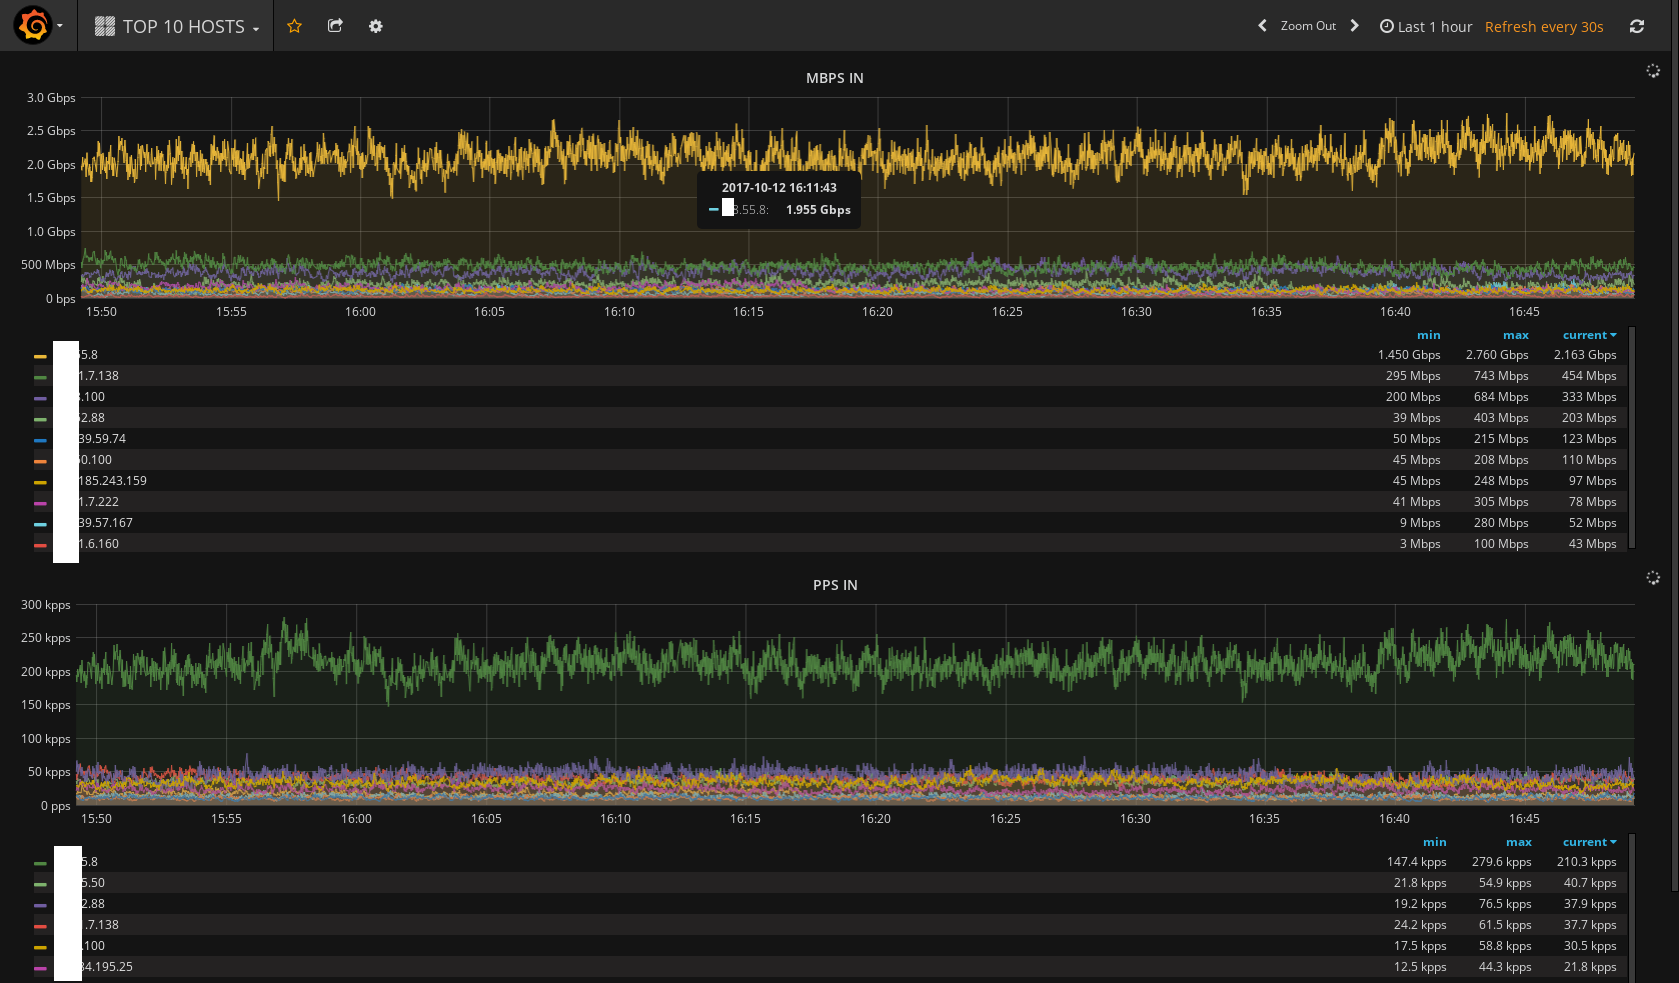 TOP 10 HOSTS
Zoom Out
Last 1 hour
Refresh every 30s
MBPS IN
3.0 Gbps
2.5 Gbps
2.0 Gbps
1.5 Gbps
1.0 Gbps
500 Mbps
0 bps
2017-10-12 16:11:43
8.55.8: 1.955 Gbps
15:50 15:55 16:00 16:05 16:10 16:15 16:20 16:25 16:30 16:35 16:40 16:45
min max current
55.8 1.450 Gbps 2.760 Gbps 2.163 Gbps
1.7.138 295 Mbps 743 Mbps 454 Mbps
.100 200 Mbps 684 Mbps 333 Mbps
52.88 39 Mbps 403 Mbps 203 Mbps
39.59.74 50 Mbps 215 Mbps 123 Mbps
50.100 45 Mbps 208 Mbps 110 Mbps
185.243.159 45 Mbps 248 Mbps 97 Mbps
1.7.222 41 Mbps 305 Mbps 78 Mbps
39.57.167 9 Mbps 280 Mbps 52 Mbps
1.6.160 3 Mbps 100 Mbps 43 Mbps
PPS IN
300 kpps
250 kpps
200 kpps
150 kpps
100 kpps
50 kpps
0 pps
15:50 15:55 16:00 16:05 16:10 16:15 16:20 16:25 16:30 16:35 16:40 16:45
min max current
5.8 147.4 kpps 279.6 kpps 210.3 kpps
5.50 21.8 kpps 54.9 kpps 40.7 kpps
2.88 19.2 kpps 76.5 kpps 37.9 kpps
.7.138 24.2 kpps 61.5 kpps 37.7 kpps
.100 17.5 kpps 58.8 kpps 30.5 kpps
34.195.25 12.5 kpps 44.3 kpps 21.8 kpps